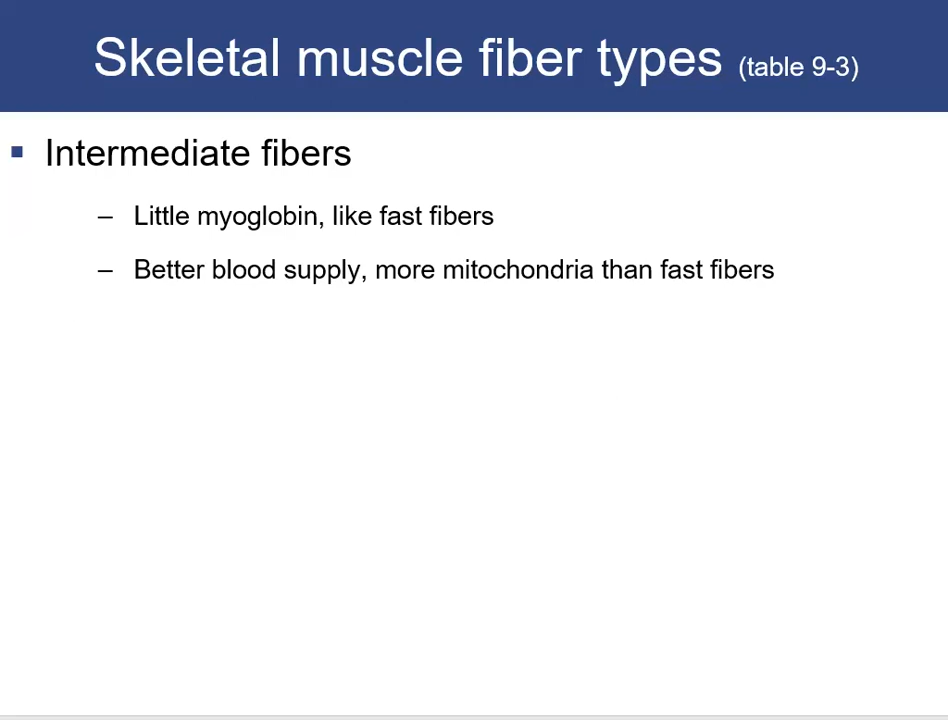 Skeletal muscle fiber types (table 9-3)
▪ Intermediate fibers
– Little myoglobin, like fast fibers
– Better blood supply, more mitochondria than fast fibers